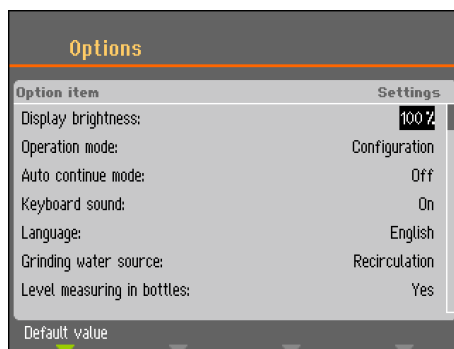 Options
Option item Settings
Display brightness: 100 %
Operation mode: Configuration
Auto continue mode: Off
Keyboard sound: On
Language: English
Grinding water source: Recirculation
Level measuring in bottles: Yes
Default value